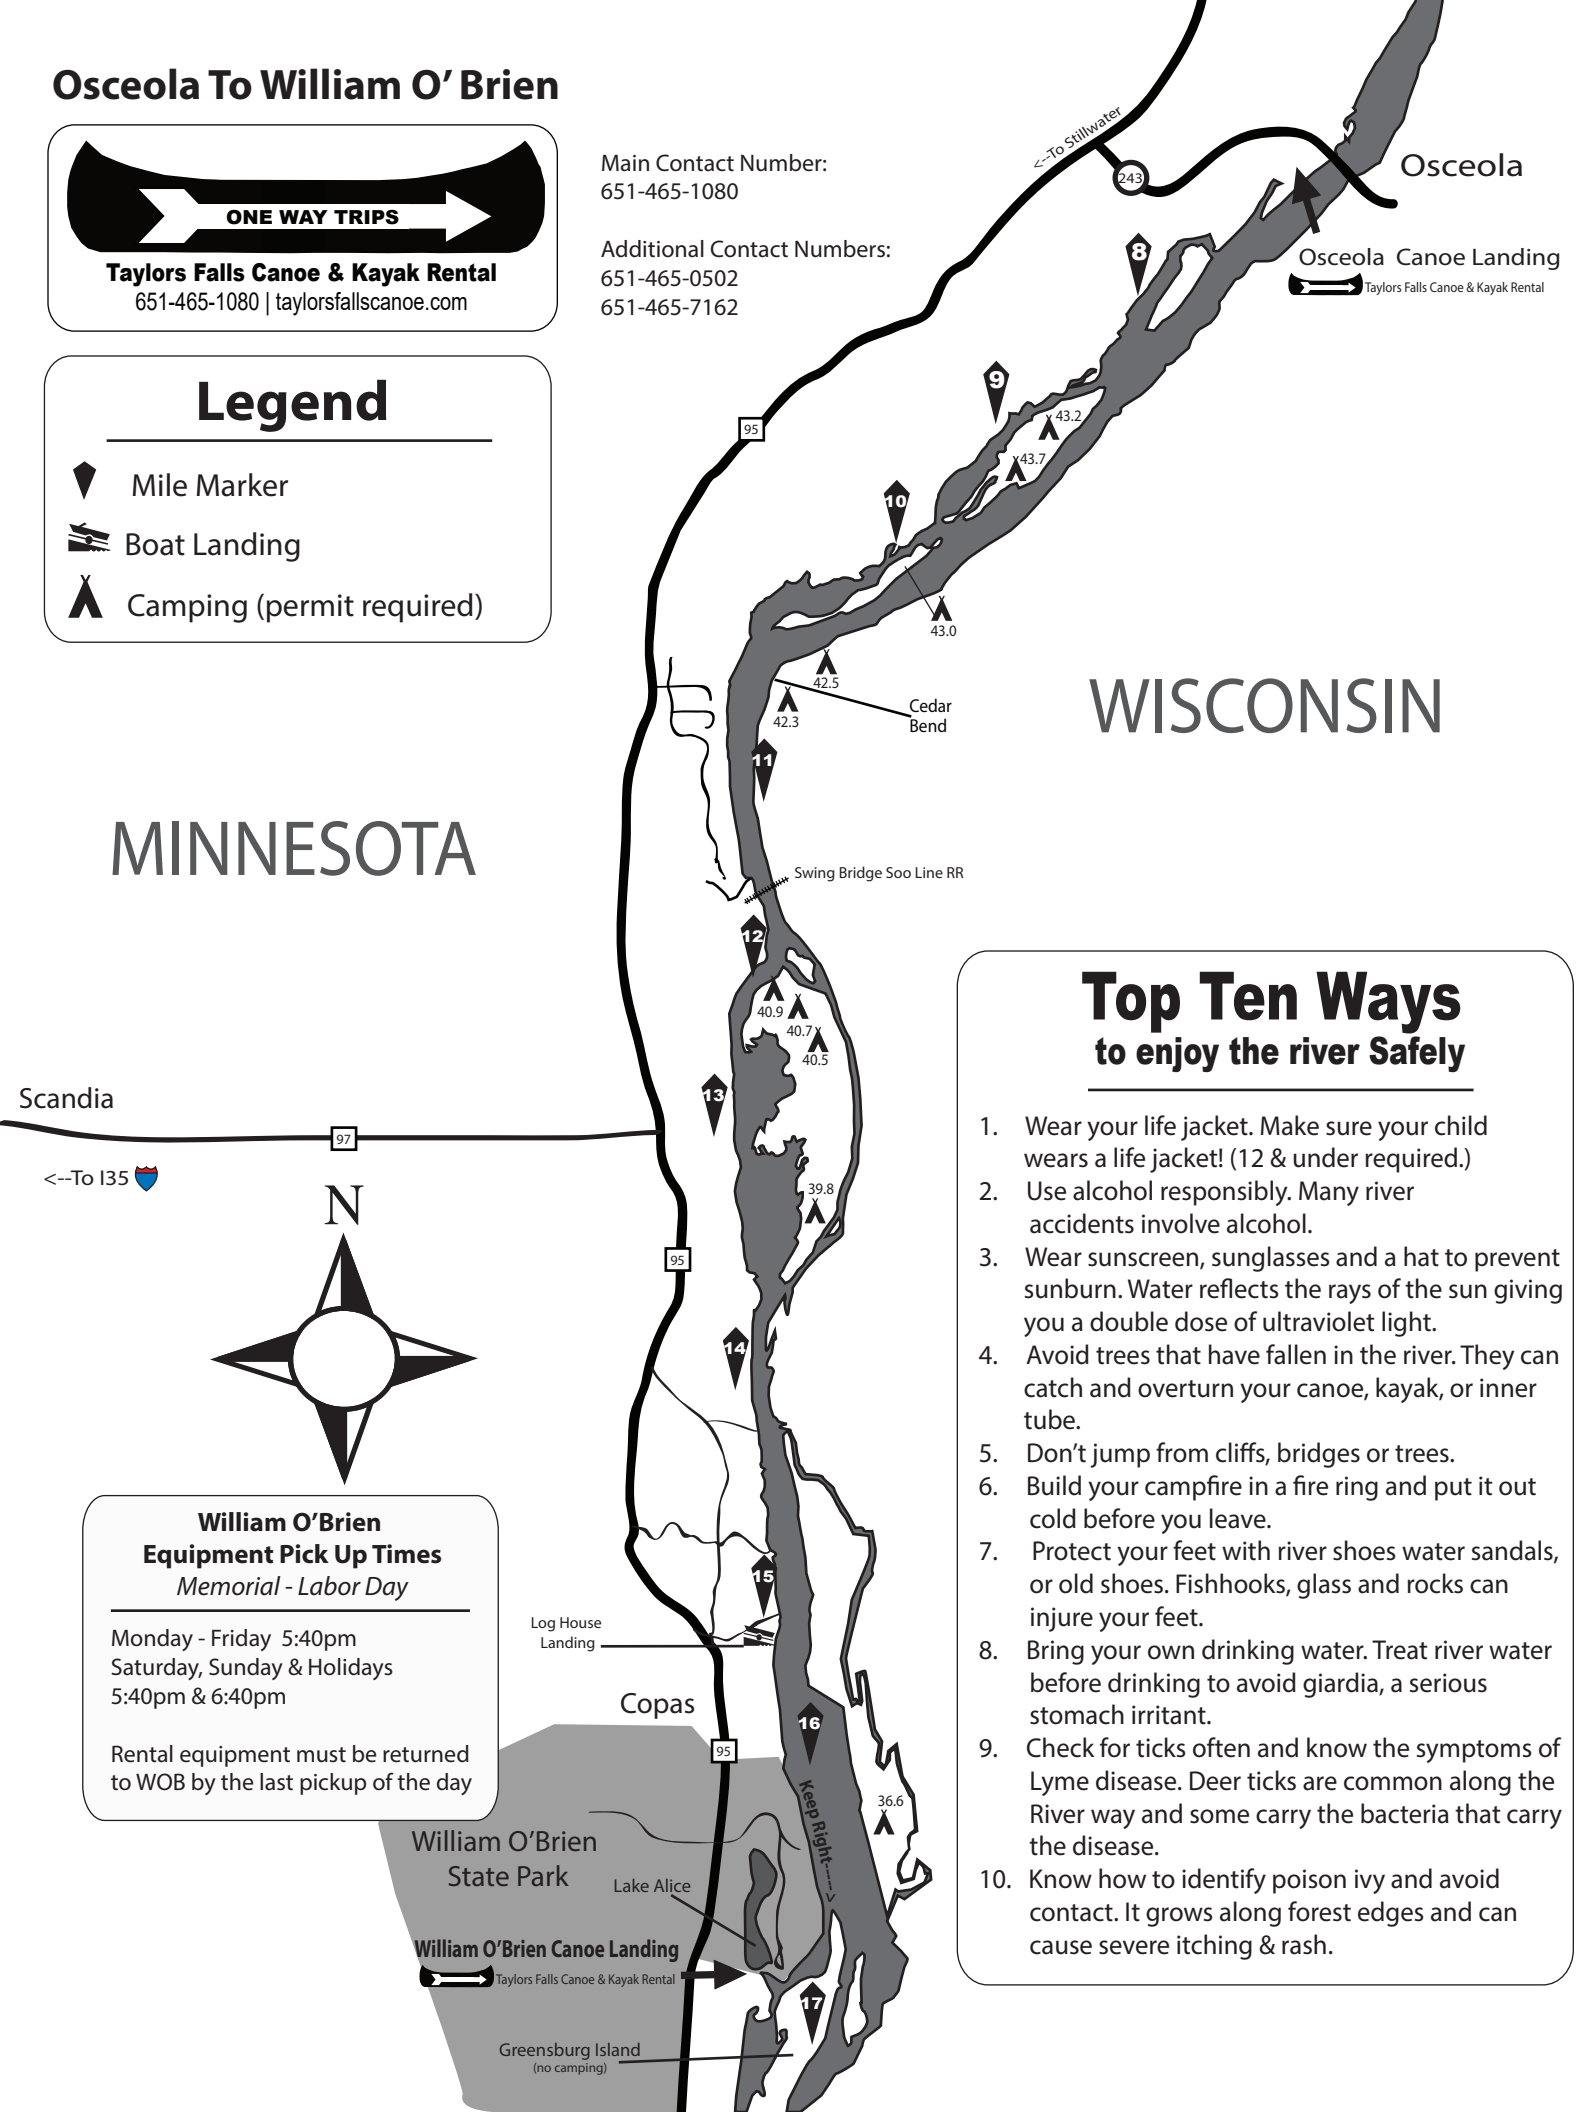 Osceola To William O' Brien
ONE WAY TRIPS
Taylors Falls Canoe & Kayak Rental
651-465-1080 | taylorsfallscanoe.com
Main Contact Number:
651-465-1080
Additional Contact Numbers:
651-465-0502
651-465-7162
Legend
Mile Marker
Boat Landing
Camping (permit required)
<--To Stillwater
243
Osceola
Osceola Canoe Landing
Taylors Falls Canoe & Kayak Rental
8
9
95
43.2
43.7
10
43.0
42.5
42.3
Cedar
Bend
WISCONSIN
11
MINNESOTA
Swing Bridge Soo Line RR
12
40.9
40.7
40.5
13
Scandia
97
<--To I35
N
39.8
95
14
15
Log House
Landing
Copas
16
95
Keep Right----->
36.6
William O'Brien
State Park
Lake Alice
William O'Brien Canoe Landing
Taylors Falls Canoe & Kayak Rental
17
Greensburg Island
(no camping)
William O'Brien
Equipment Pick Up Times
Memorial - Labor Day
Monday - Friday 5:40pm
Saturday, Sunday & Holidays
5:40pm & 6:40pm
Rental equipment must be returned
to WOB by the last pickup of the day
Top Ten Ways
to enjoy the river Safely
1. Wear your life jacket. Make sure your child
wears a life jacket! (12 & under required.)
2. Use alcohol responsibly. Many river
accidents involve alcohol.
3. Wear sunscreen, sunglasses and a hat to prevent
sunburn. Water reflects the rays of the sun giving
you a double dose of ultraviolet light.
4. Avoid trees that have fallen in the river. They can
catch and overturn your canoe, kayak, or inner
tube.
5. Don't jump from cliffs, bridges or trees.
6. Build your campfire in a fire ring and put it out
cold before you leave.
7. Protect your feet with river shoes water sandals,
or old shoes. Fishhooks, glass and rocks can
injure your feet.
8. Bring your own drinking water. Treat river water
before drinking to avoid giardia, a serious
stomach irritant.
9. Check for ticks often and know the symptoms of
Lyme disease. Deer ticks are common along the
River way and some carry the bacteria that carry
the disease.
10. Know how to identify poison ivy and avoid
contact. It grows along forest edges and can
cause severe itching & rash.